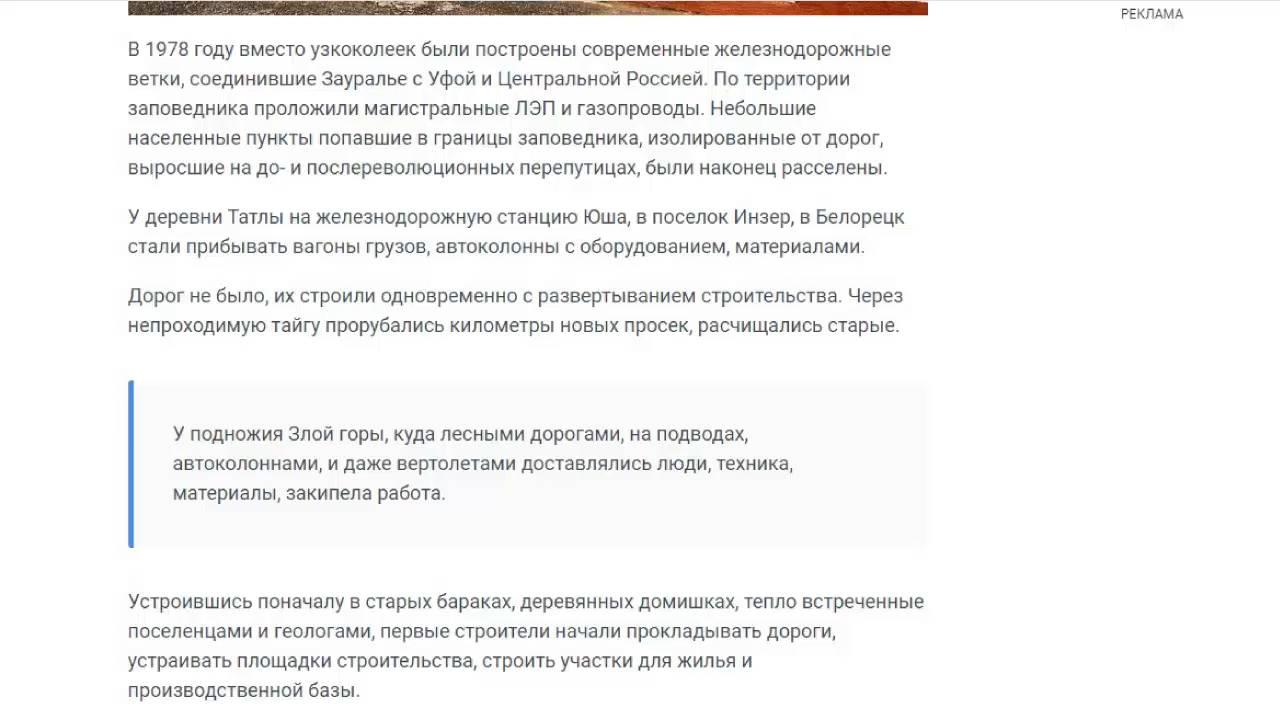 РЕКЛАМА
В 1978 году вместо узкоколеек были построены современные железнодорожные
ветки, соединившие Зауралье с Уфой и Центральной Россией. По территории
заповедника проложили магистральные ЛЭП и газопроводы. Небольшие
населенные пункты попавшие в границы заповедника, изолированные от дорог,
выросшие на до- и послереволюционных перепутицах, были наконец расселены.
У деревни Татлы на железнодорожную станцию Юша, в поселок Инзер, в Белорецк
стали прибывать вагоны грузов, автоколонны с оборудованием, материалами.
Дорог не было, их строили одновременно с развертыванием строительства. Через
непроходимую тайгу прорубались километры новых просек, расчищались старые.
У подножия Злой горы, куда лесными дорогами, на подводах,
автоколоннами, и даже вертолетами доставлялись люди, техника,
материалы, закипела работа.
Устроившись поначалу в старых бараках, деревянных домишках, тепло встреченные
поселенцами и геологами, первые строители начали прокладывать дороги,
устраивать площадки строительства, строить участки для жилья и
производственной базы.